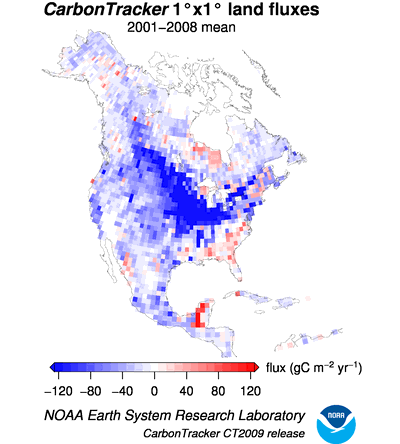 CarbonTracker 1°x1° land fluxes
2001−2008 mean
flux (gC m−2 yr−1)
−120 −80 −40 0 40 80 120
NOAA Earth System Research Laboratory
CarbonTracker CT2009 release
NOAA